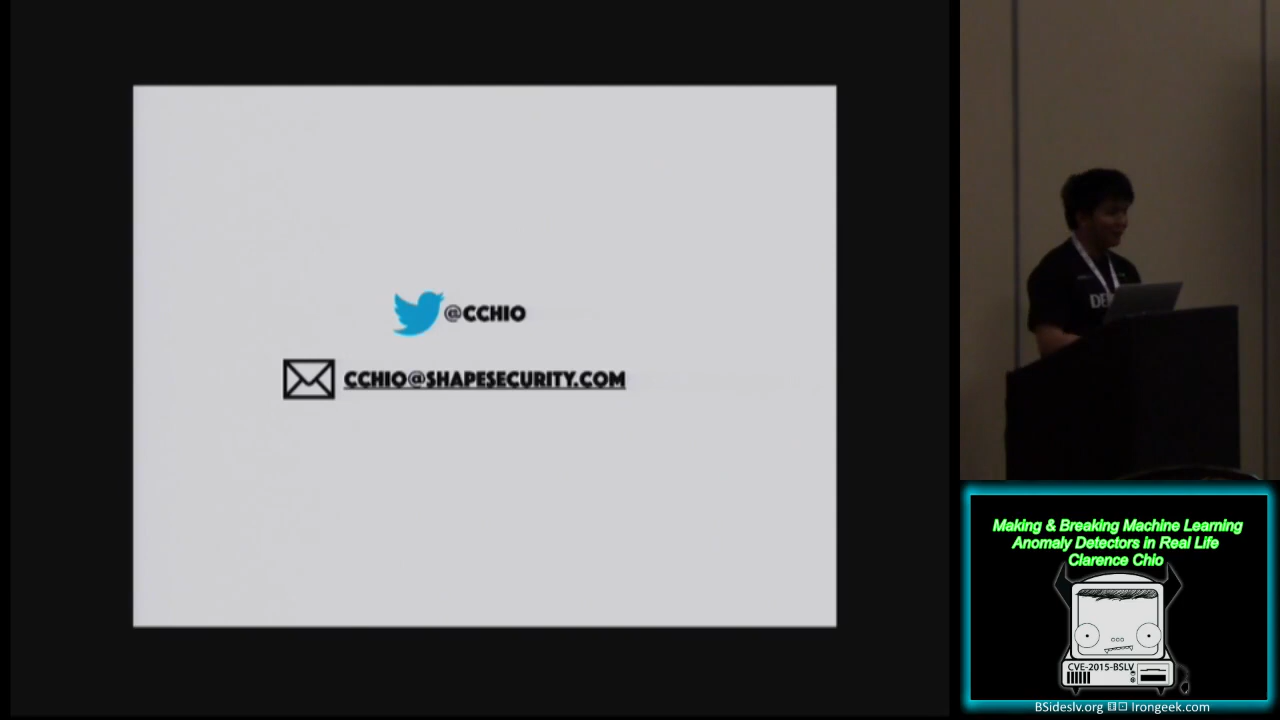 @CCHIO
CCHIO@SHAPESECURITY.COM
Making & Breaking Machine Learning
Anomaly Detectors in Real Life
Clarence Chio
CVE-2015-BSLV
BSideslv.org
Irongeek.com